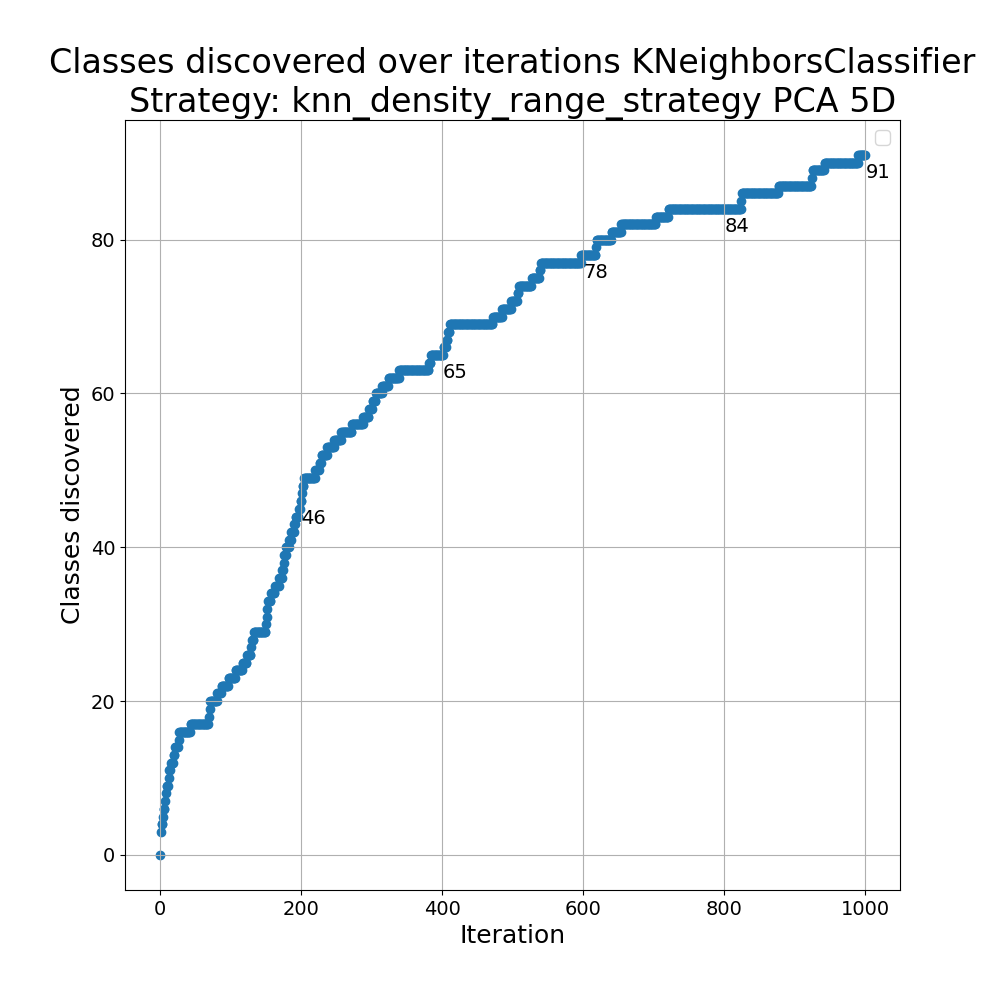 Classes discovered over iterations KNeighborsClassifier
Strategy: knn_density_range_strategy PCA 5D
91
84
80
78
65
60
46
40
20
0
Classes discovered
0 200 400 600 800 1000
Iteration